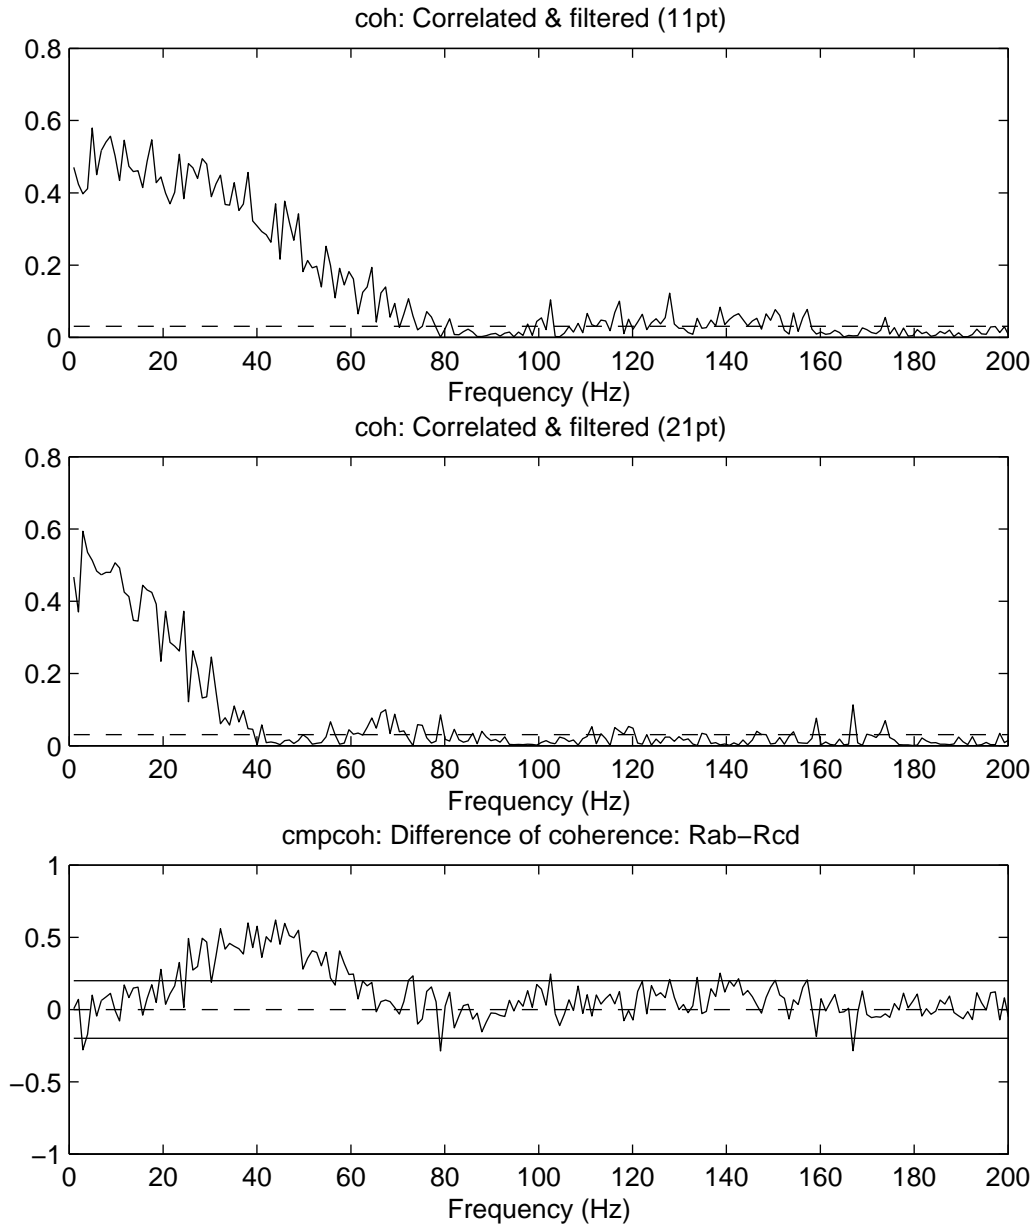 coh: Correlated & filtered (11pt)
0.8
0.6
0.4
0.2
0
0 20 40 60 80 100 120 140 160 180 200
Frequency (Hz)
coh: Correlated & filtered (21pt)
0.8
0.6
0.4
0.2
0
0 20 40 60 80 100 120 140 160 180 200
Frequency (Hz)
cmpcoh: Difference of coherence: Rab−Rcd
1
0.5
0
−0.5
−1
0 20 40 60 80 100 120 140 160 180 200
Frequency (Hz)